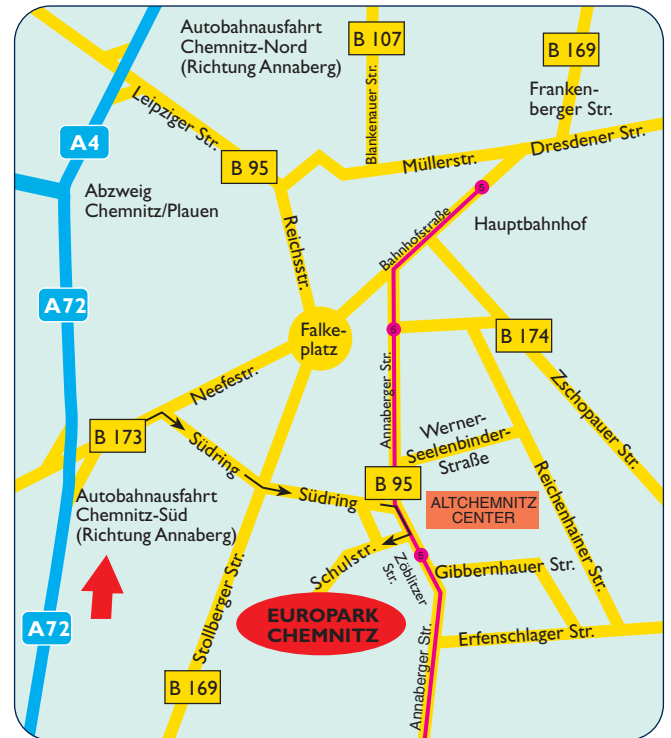 Autobahnausfahrt
Chemnitz-Nord
(Richtung Annaberg)
B 107
B 169
Franken-
berger Str.
Leipziger Str.
Blankenauer Str.
A4
B 95
Müllerstr.
Dresdener Str.
Abzweig
Chemnitz/Plauen
5
Reichsstr.
Bahnhofstraße
Hauptbahnhof
A72
Falke-
platz
5
B 174
Neefestr.
Annaberger Str.
Zschopauer Str.
Werner-
Seelenbinder-
Straße
B 173
Südring
Südring
B 95
Reichenhainer Str.
Autobahnausfahrt
Chemnitz-Süd
(Richtung Annaberg)
ALTCHEMNITZ
CENTER
Schulstr.
5
Zöblitzer
Str.
Gibbernhauer Str.
Stollberger Str.
EUROPARK
CHEMNITZ
A72
Erfenschlager Str.
Annaberger Str.
B 169